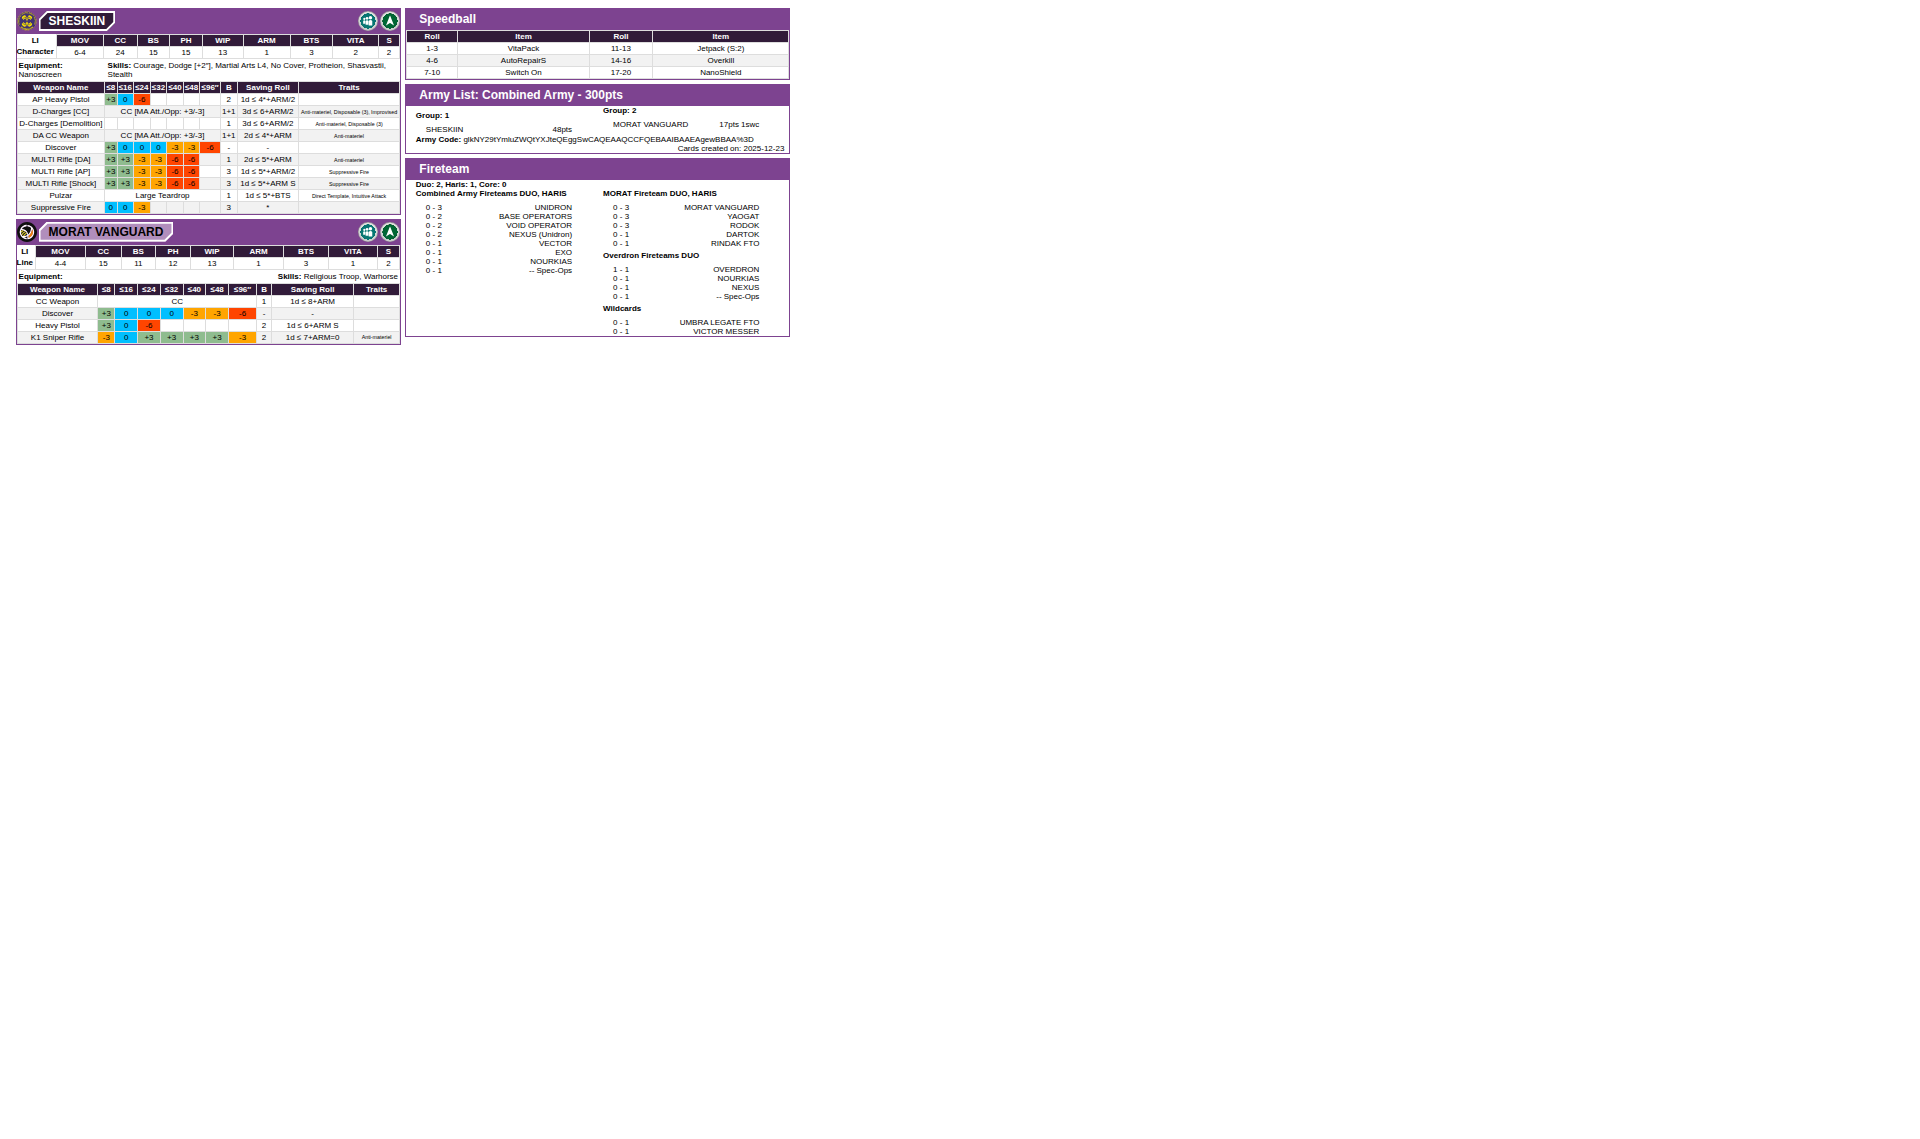 SHESKIIN
LI MOV CC BS PH WIP ARM BTS VITA S
Character 6-4 24 15 15 13 1 3 2 2
Equipment: Skills: Courage, Dodge [+2"], Martial Arts L4, No Cover, Protheion, Shasvastii,
Nanoscreen Stealth
Weapon Name ≤8 ≤16 ≤24 ≤32 ≤40 ≤48 ≤96" B Saving Roll Traits
AP Heavy Pistol +3 0 -6 2 1d ≤ 4*+ARM/2
D-Charges [CC] CC [MA Att./Opp: +3/-3] 1+1 3d ≤ 6+ARM/2 Anti-materiel, Disposable (3), Improvised
D-Charges [Demolition] 1 3d ≤ 6+ARM/2 Anti-materiel, Disposable (3)
DA CC Weapon CC [MA Att./Opp: +3/-3] 1+1 2d ≤ 4*+ARM Anti-materiel
Discover +3 0 0 0 -3 -3 -6 - -
MULTI Rifle [DA] +3 +3 -3 -3 -6 -6 1 2d ≤ 5*+ARM Anti-materiel
MULTI Rifle [AP] +3 +3 -3 -3 -6 -6 3 1d ≤ 5*+ARM/2 Suppressive Fire
MULTI Rifle [Shock] +3 +3 -3 -3 -6 -6 3 1d ≤ 5*+ARM S Suppressive Fire
Pulzar Large Teardrop 1 1d ≤ 5*+BTS Direct Template, Intuitive Attack
Suppressive Fire 0 0 -3 3 *
MORAT VANGUARD
LI MOV CC BS PH WIP ARM BTS VITA S
Line 4-4 15 11 12 13 1 3 1 2
Equipment: Skills: Religious Troop, Warhorse
Weapon Name ≤8 ≤16 ≤24 ≤32 ≤40 ≤48 ≤96" B Saving Roll Traits
CC Weapon CC 1 1d ≤ 8+ARM
Discover +3 0 0 0 -3 -3 -6 - -
Heavy Pistol +3 0 -6 2 1d ≤ 6+ARM S
K1 Sniper Rifle -3 0 +3 +3 +3 +3 -3 2 1d ≤ 7+ARM=0 Anti-materiel
Speedball
Roll Item Roll Item
1-3 VitaPack 11-13 Jetpack (S:2)
4-6 AutoRepairS 14-16 Overkill
7-10 Switch On 17-20 NanoShield
Army List: Combined Army - 300pts
Group: 1
SHESKIIN 48pts
Group: 2
MORAT VANGUARD 17pts 1swc
Army Code: glkNY29tYmluZWQtYXJteQEggSwCAQEAAQCCFQEBAAIBAAEAgewBBAA%3D
Cards created on: 2025-12-23
Fireteam
Duo: 2, Haris: 1, Core: 0
Combined Army Fireteams DUO, HARIS
0 - 3 UNIDRON
0 - 2 BASE OPERATORS
0 - 2 VOID OPERATOR
0 - 2 NEXUS (Unidron)
0 - 1 VECTOR
0 - 1 EXO
0 - 1 NOURKIAS
0 - 1 -- Spec-Ops
MORAT Fireteam DUO, HARIS
0 - 3 MORAT VANGUARD
0 - 3 YAOGAT
0 - 3 RODOK
0 - 1 DARTOK
0 - 1 RINDAK FTO
Overdron Fireteams DUO
1 - 1 OVERDRON
0 - 1 NOURKIAS
0 - 1 NEXUS
0 - 1 -- Spec-Ops
Wildcards
0 - 1 UMBRA LEGATE FTO
0 - 1 VICTOR MESSER